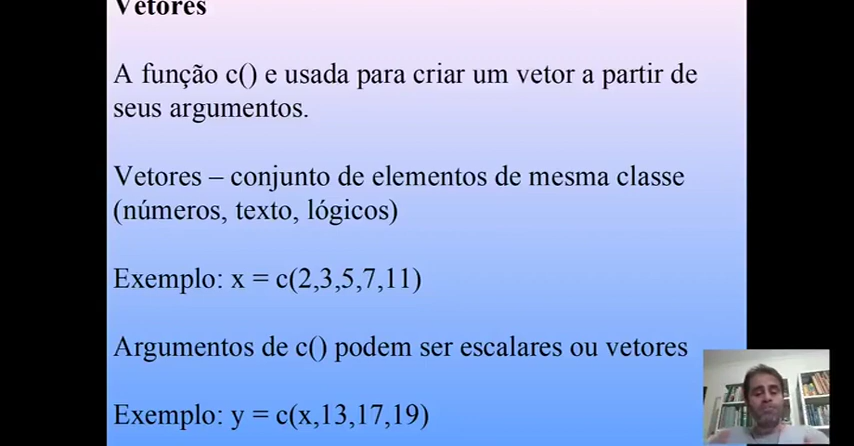 Vetores
A função c() e usada para criar um vetor a partir de
seus argumentos.
Vetores – conjunto de elementos de mesma classe
(números, texto, lógicos)
Exemplo: x = c(2,3,5,7,11)
Argumentos de c() podem ser escalares ou vetores
Exemplo: y = c(x,13,17,19)